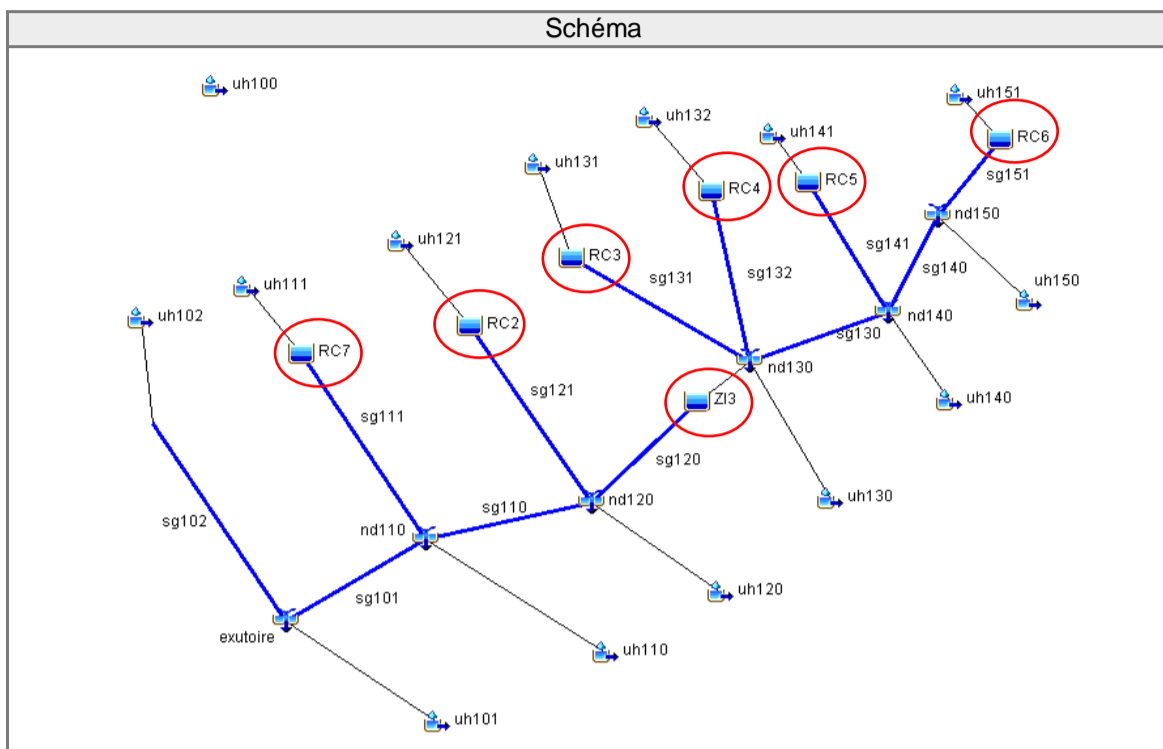 Schéma
uh100
uh151
uh132
RC6
uh141
uh131
sg151
RC4
RC5
nd150
uh121
sg141
RC3
sg140
sg131
sg132
uh150
uh111
nd140
uh102
RC2
sg130
RC7
nd130
sg121
ZI3
uh140
sg111
sg120
uh130
nd120
sg102
sg110
nd110
sg101
uh120
exutoire
uh110
uh101